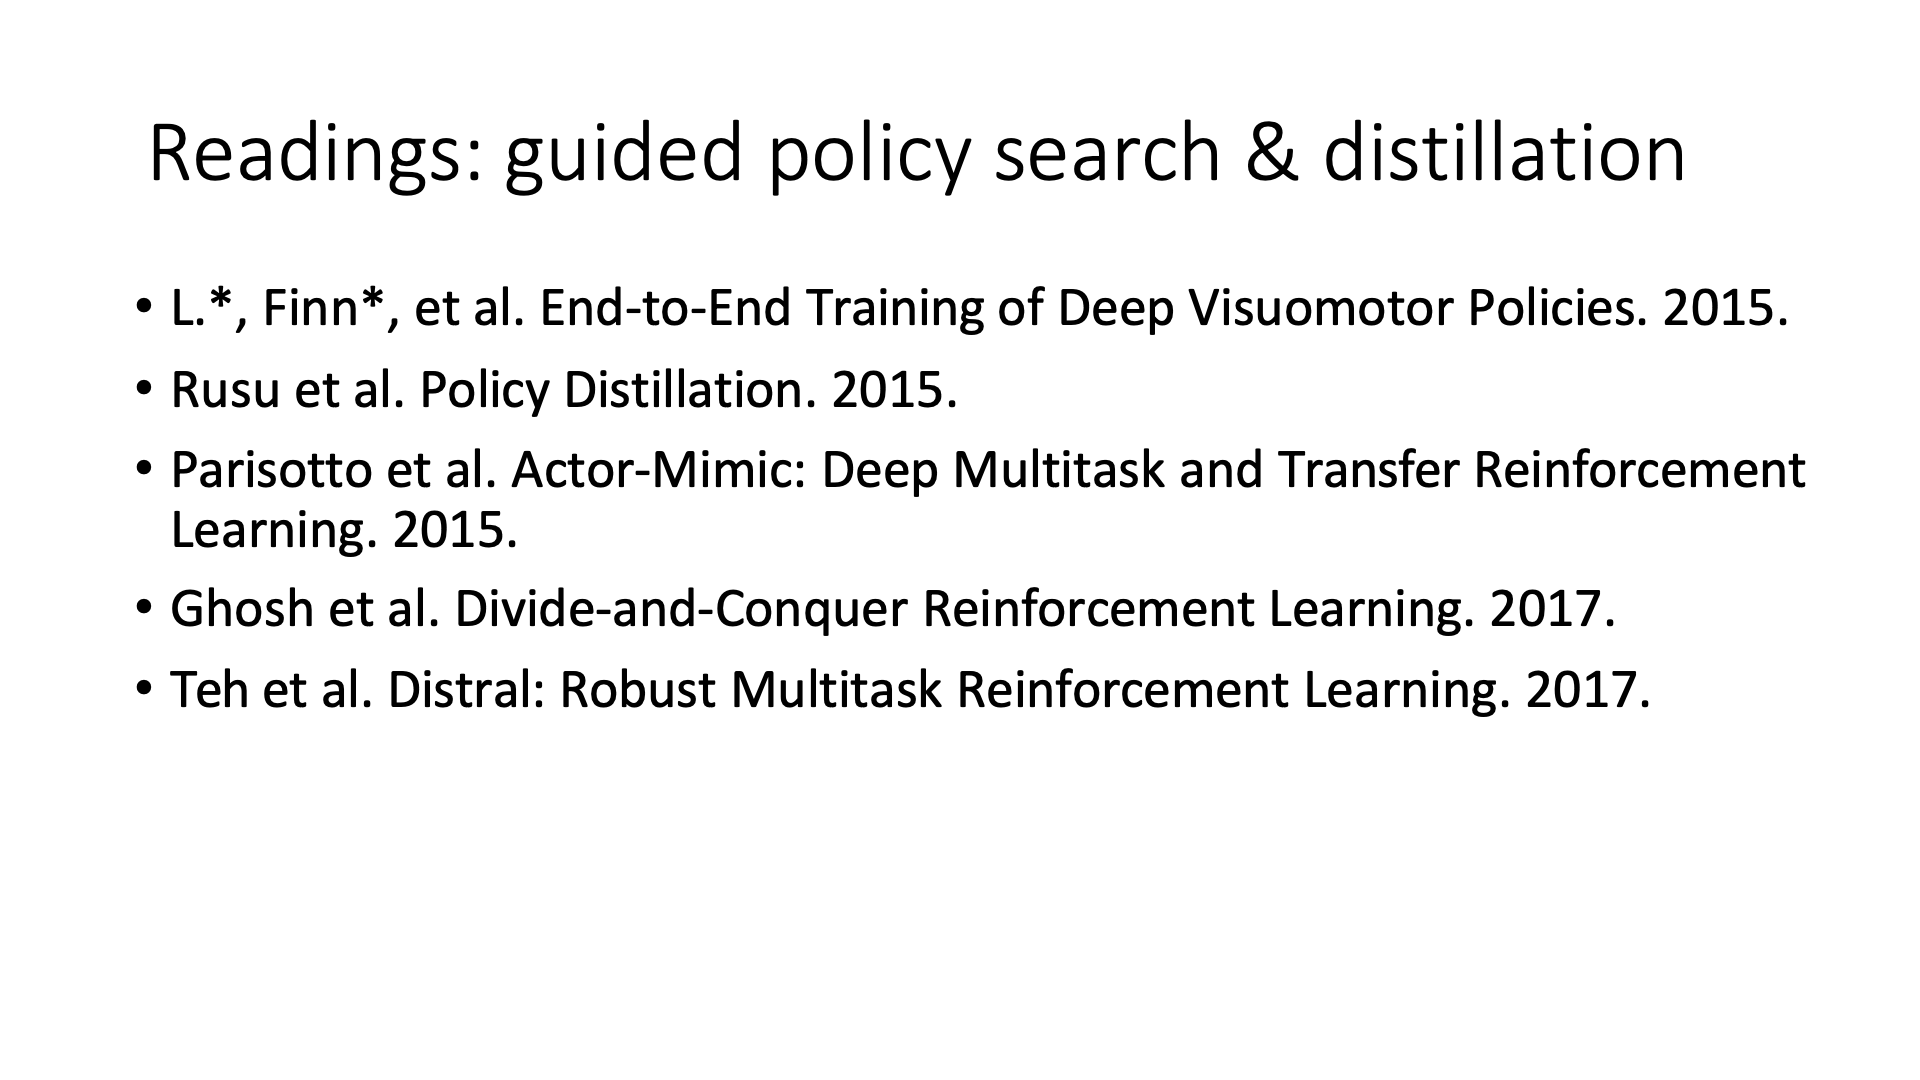 Readings: guided policy search & distillation
• L.*, Finn*, et al. End-to-End Training of Deep Visuomotor Policies. 2015.
• Rusu et al. Policy Distillation. 2015.
• Parisotto et al. Actor-Mimic: Deep Multitask and Transfer Reinforcement
Learning. 2015.
• Ghosh et al. Divide-and-Conquer Reinforcement Learning. 2017.
• Teh et al. Distral: Robust Multitask Reinforcement Learning. 2017.